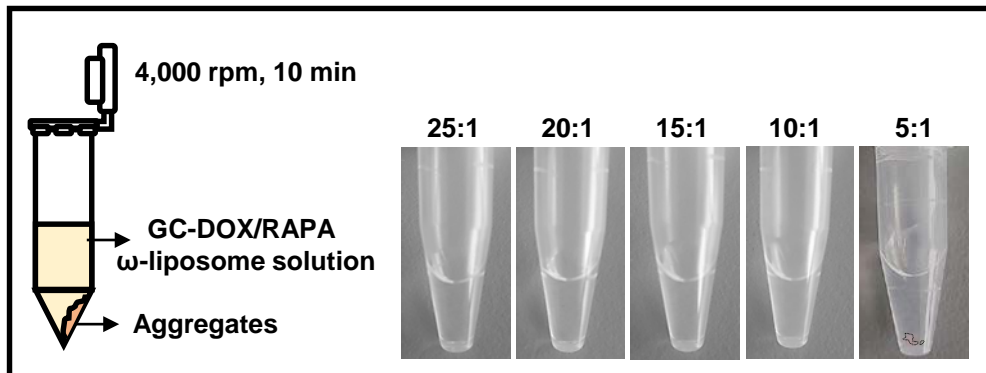 4,000 rpm, 10 min
25:1 20:1 15:1 10:1 5:1
GC-DOX/RAPA
ω-liposome solution
Aggregates